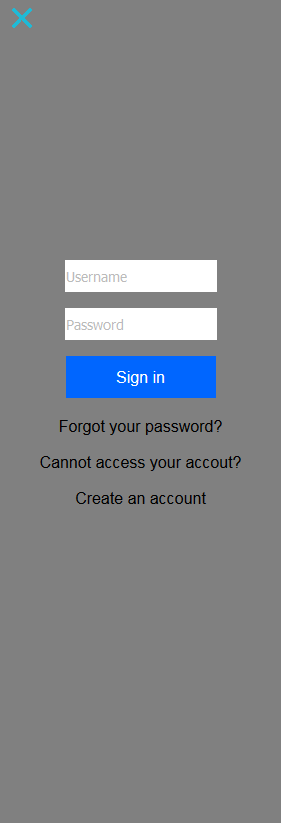 Username
Password
Sign in
Forgot your password?
Cannot access your accout?
Create an account